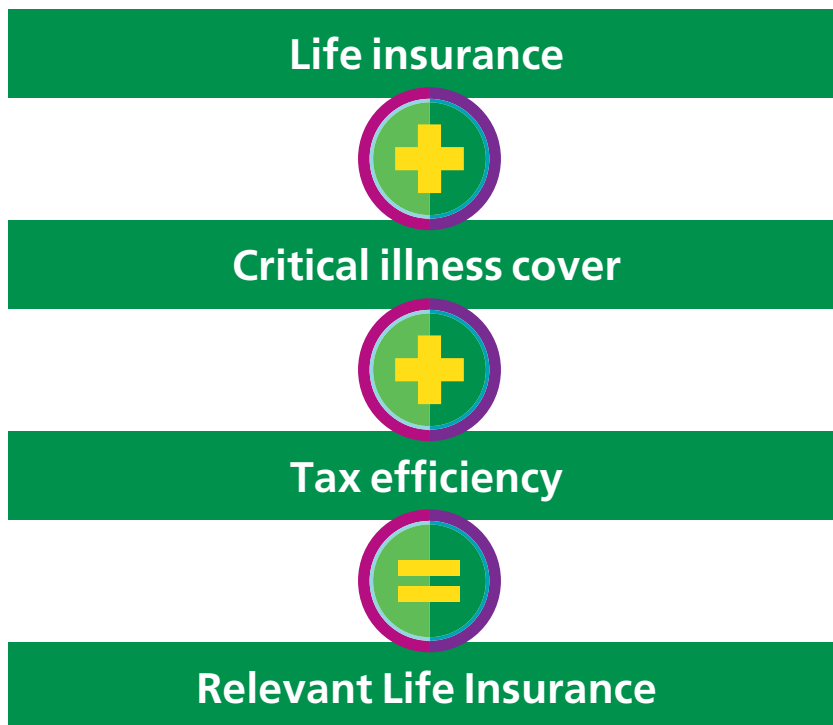 Life insurance
Critical illness cover
Tax efficiency
Relevant Life Insurance